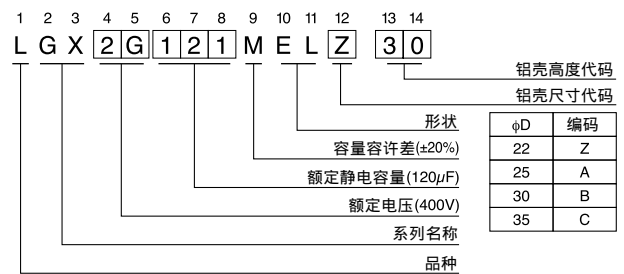 1 2 3 4 5 6 7 8 9 10 11 12 13 14
L G X 2 G 1 2 1 M E L Z 3 0
铝壳高度代码
铝壳尺寸代码
形状
容量容许差(±20%)
额定静电容量(120μF)
额定电压(400V)
系列名称
品种
φD 编码
22 Z
25 A
30 B
35 C